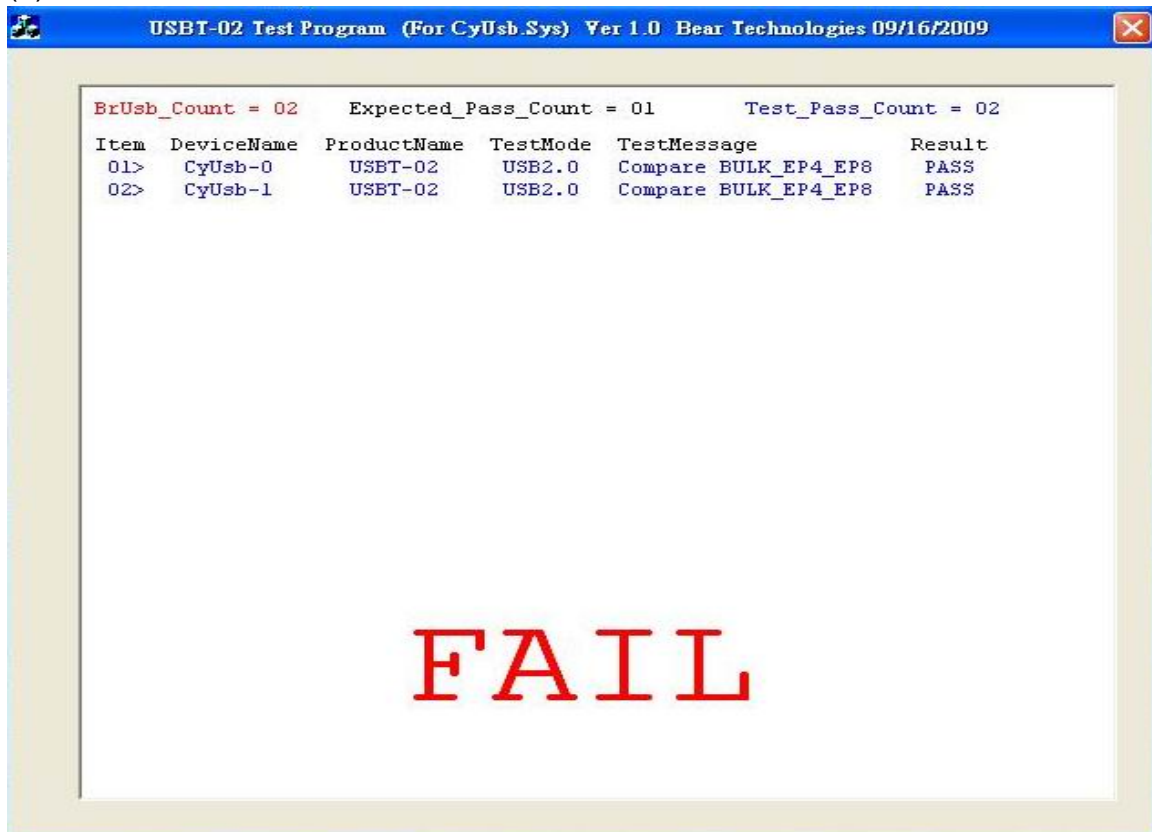 USBT-02 Test Program (For CyUsb.Sys) Ver 1.0 Bear Technologies 09/16/2009
BrUsb_Count = 02 Expected_Pass_Count = 01 Test_Pass_Count = 02
Item DeviceName ProductName TestMode TestMessage Result
01> CyUsb-0 USBT-02 USB2.0 Compare BULK_EP4_EP8 PASS
02> CyUsb-1 USBT-02 USB2.0 Compare BULK_EP4_EP8 PASS
FAIL